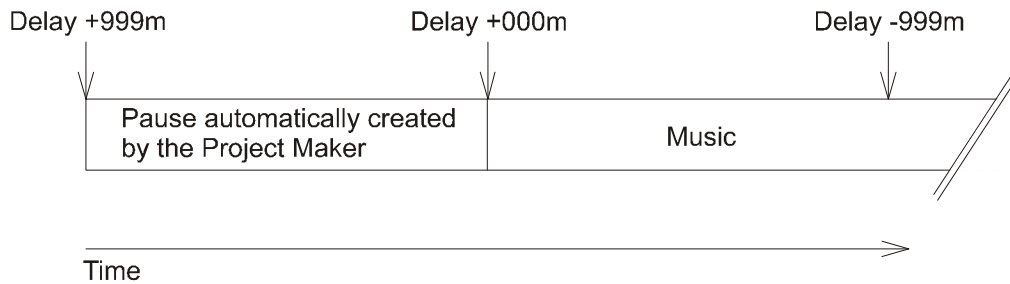 Delay +999m Delay +000m Delay -999m
Pause automatically created
by the Project Maker
Music
Time